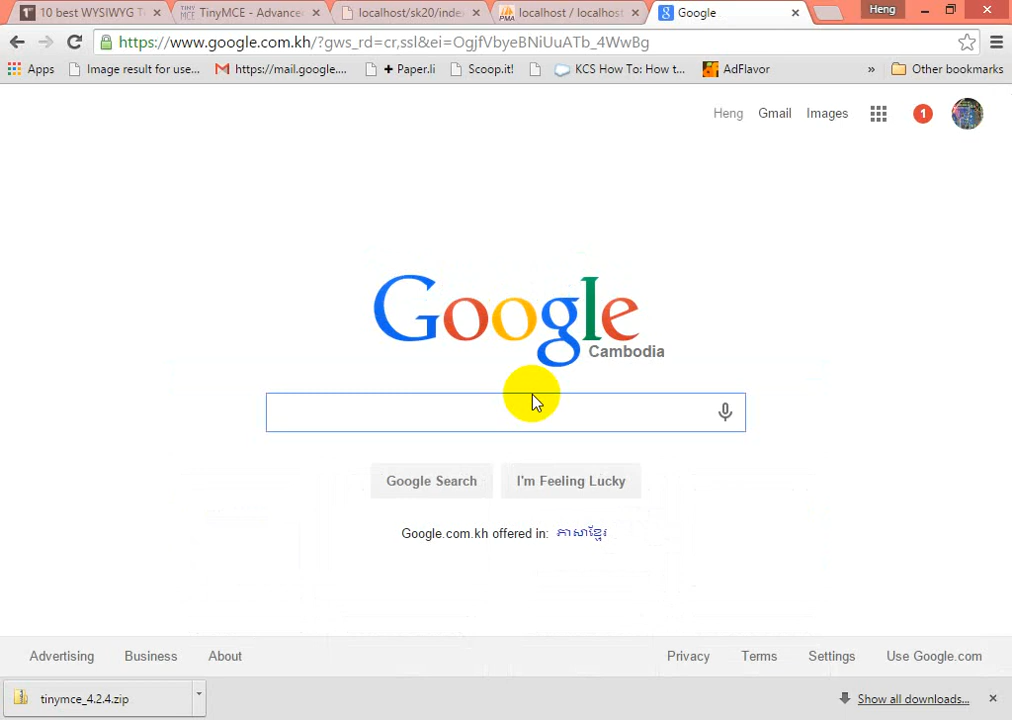 10 best WYSIWYG T
TinyMCE - Advance
localhost/sk20/inde
localhost / localhos
Google
Heng
https://www.google.com.kh/?gws_rd=cr,ssl&ei=OgjfVbyeBNiUuATb_4WwBg
Apps
Image result for use...
https://mail.google....
+ Paper.li
Scoop.it!
KCS How To: How t...
AdFlavor
»
Other bookmarks
Heng
Gmail
Images
1
Google
Cambodia
Google Search
I'm Feeling Lucky
Google.com.kh offered in: ភាសាខ្មែរ
Advertising
Business
About
Privacy
Terms
Settings
Use Google.com
tinymce_4.2.4.zip
Show all downloads...